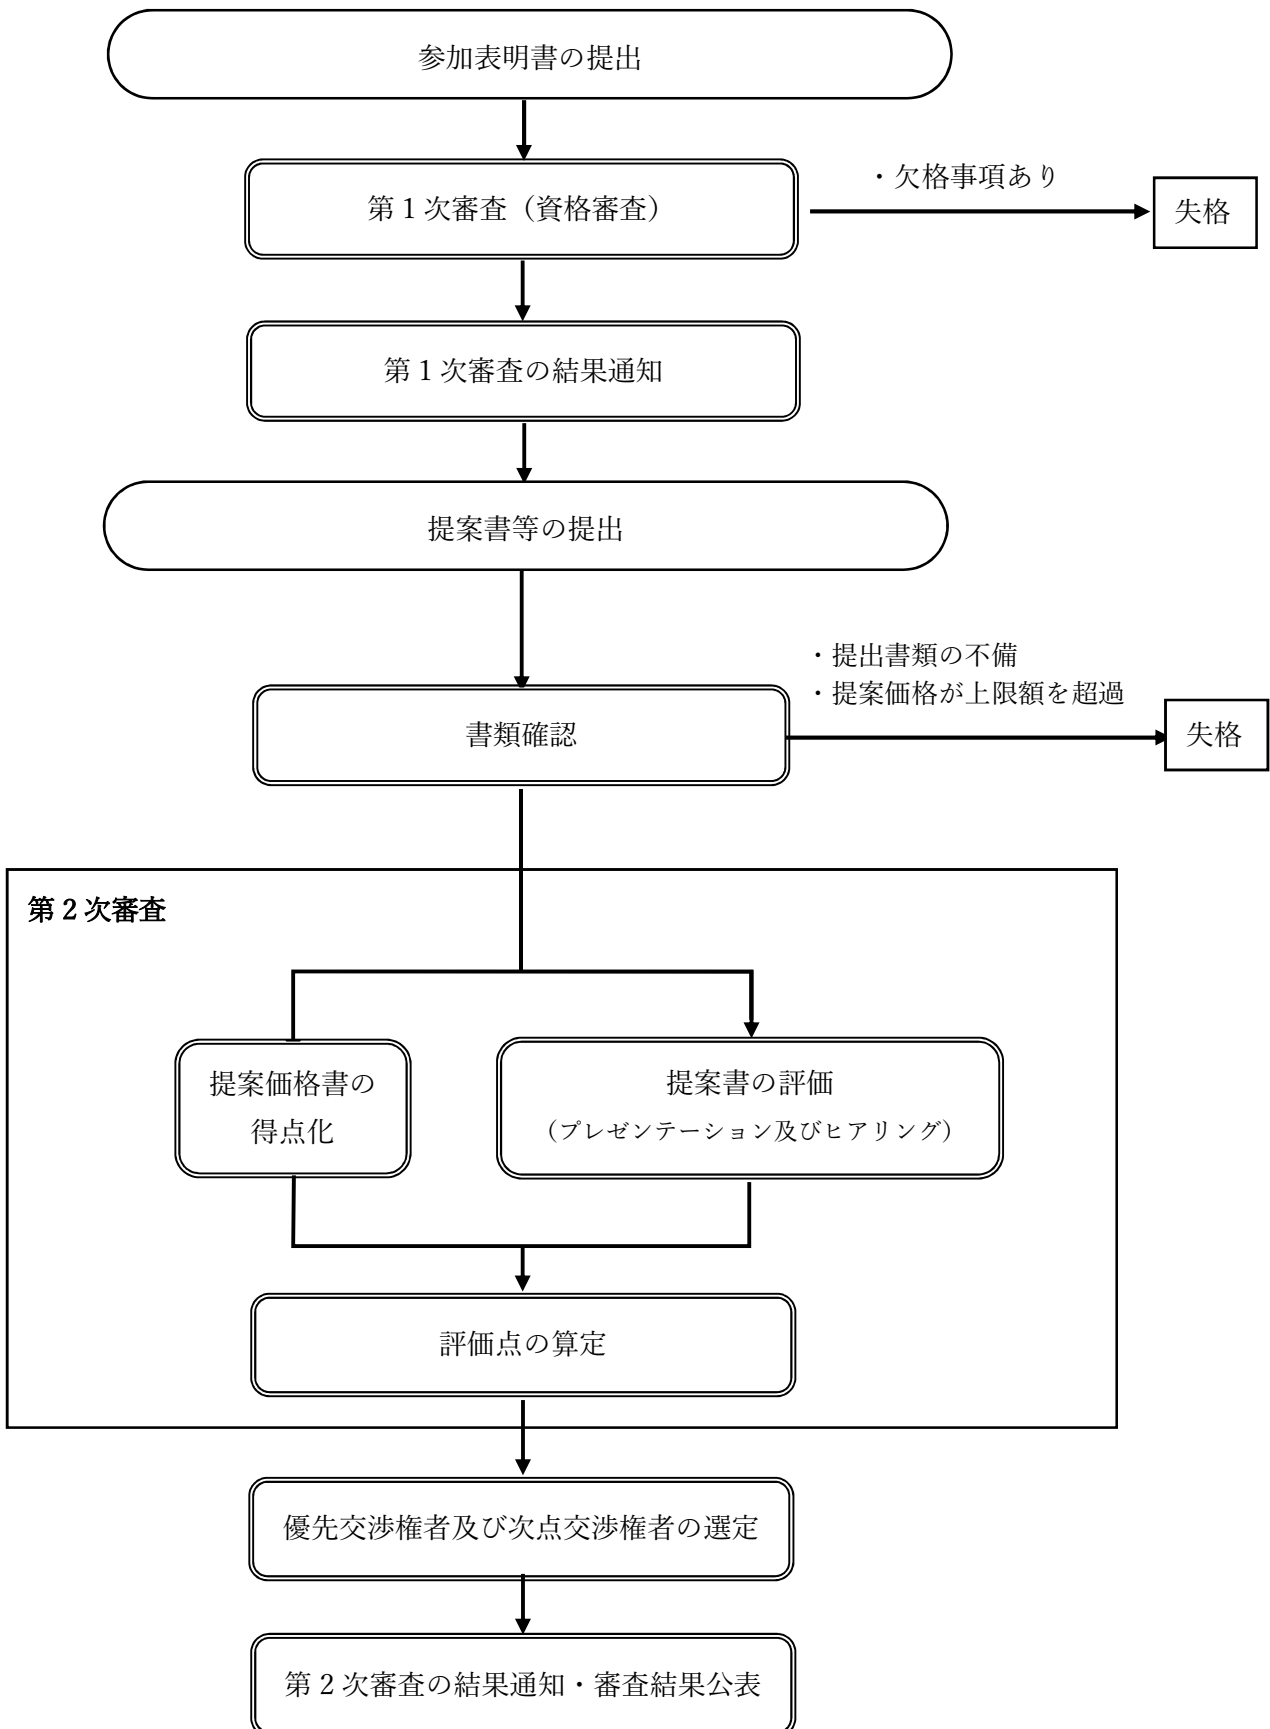 参加表明書の提出
第１次審査（資格審査）
・欠格事項あり
失格
第１次審査の結果通知
提案書等の提出
・提出書類の不備
・提案価格が上限額を超過
書類確認
失格
第２次審査
提案価格書の
得点化
提案書の評価
（プレゼンテーション及びヒアリング）
評価点の算定
優先交渉権者及び次点交渉権者の選定
第２次審査の結果通知・審査結果公表